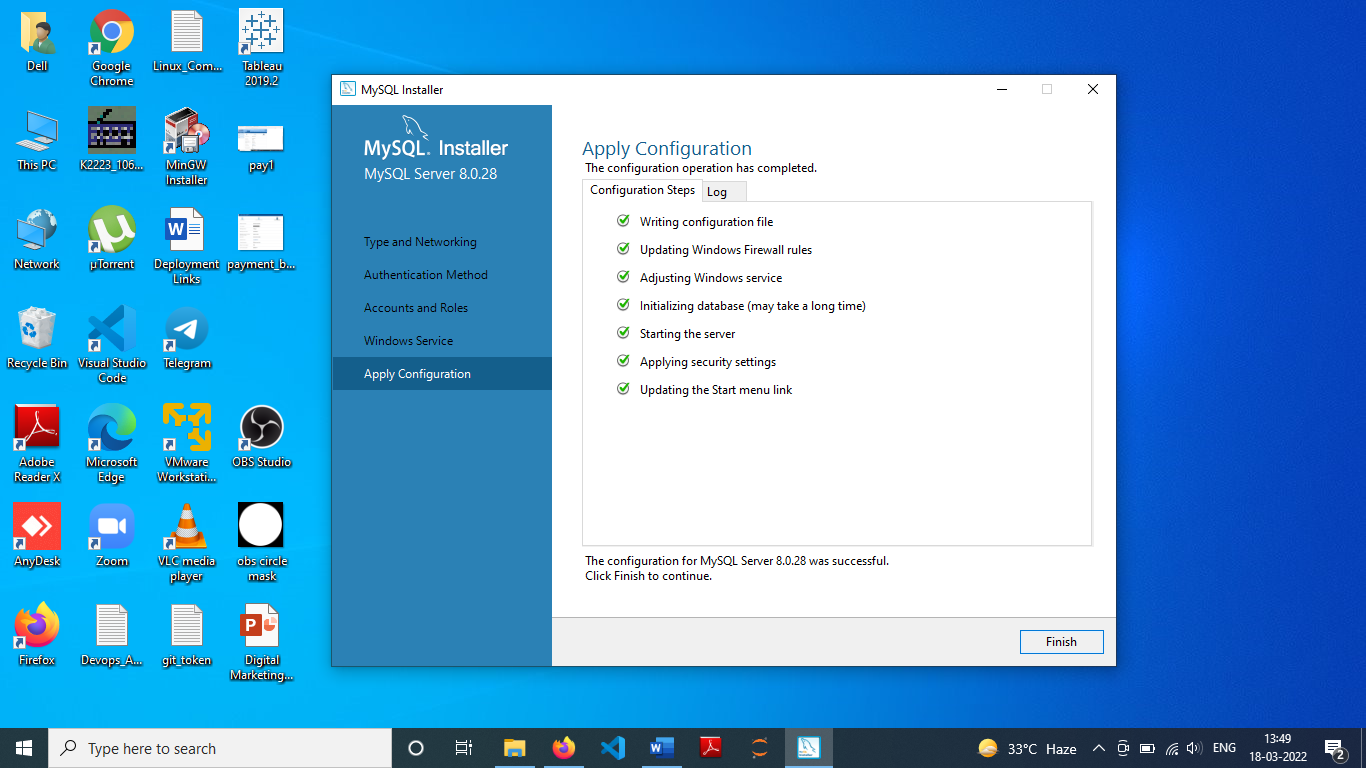 Dell
Google
Chrome
Linux_Com...
Tableau
2019.2
This PC
K2223_106...
MinGW
Installer
pay1
Network
µTorrent
Deployment
Links
payment_b...
Recycle Bin
Visual Studio
Code
Telegram
Adobe
Reader X
Microsoft
Edge
VMware
Workstati...
OBS Studio
AnyDesk
Zoom
VLC media
player
obs circle
mask
Firefox
Devops_A...
git_token
Digital
Marketing...
MySQL Installer
MySQL. Installer
MySQL Server 8.0.28
Type and Networking
Authentication Method
Accounts and Roles
Windows Service
Apply Configuration
Apply Configuration
The configuration operation has completed.
Configuration Steps
Log
Writing configuration file
Updating Windows Firewall rules
Adjusting Windows service
Initializing database (may take a long time)
Starting the server
Applying security settings
Updating the Start menu link
The configuration for MySQL Server 8.0.28 was successful.
Click Finish to continue.
Finish
Type here to search
33°C Haze
ENG
13:49
18-03-2022
2